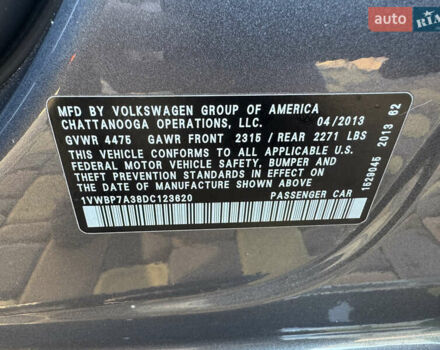 AUTO
RIA
MFD BY VOLKSWAGEN GROUP OF AMERICA
CHATTANOOGA OPERATIONS, LLC. 04/2013
GVWR 4475 GAWR FRONT 2315 / REAR 2271 LBS
THIS VEHICLE CONFORMS TO ALL APPLICABLE U.S.
FEDERAL MOTOR VEHICLE SAFETY, BUMPER AND
THEFT PREVENTION STANDARDS IN EFFECT ON
THE DATE OF MANUFACTURE SHOWN ABOVE.
1VWBP7A38DC123620 PASSENGER CAR
1529045 2013 62